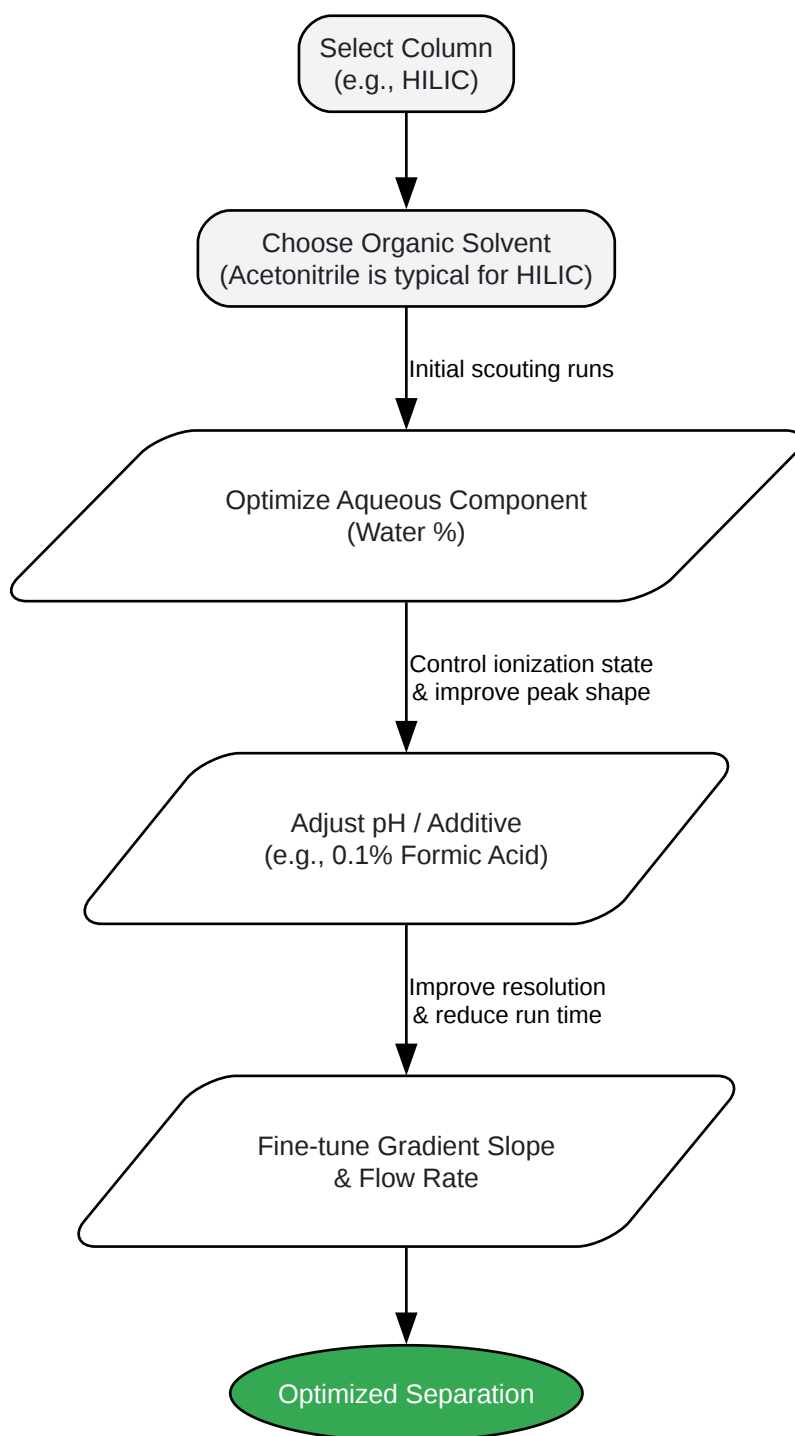 Select Column
(e.g., HILIC)
Choose Organic Solvent
(Acetonitrile is typical for HILIC)
Initial scouting runs
Optimize Aqueous Component
(Water %)
Control ionization state
& improve peak shape
Adjust pH / Additive
(e.g., 0.1% Formic Acid)
Improve resolution
& reduce run time
Fine-tune Gradient Slope
& Flow Rate
Optimized Separation